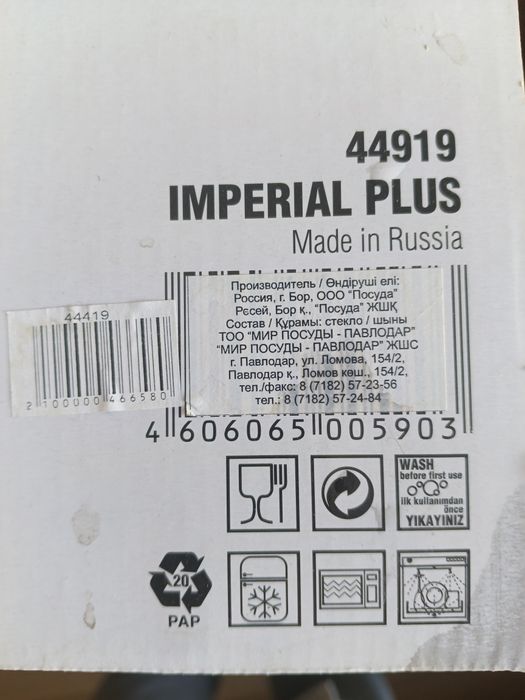 44919
IMPERIAL PLUS
Made in Russia
Производитель / Өндіруші елі:
Россия, г. Бор, ООО "Посуда"
Ресей, Бор қ., "Посуда" ЖШҚ
Состав / Құрамы: стекло / шыны
ТОО "МИР ПОСУДЫ - ПАВЛОДАР"
"МИР ПОСУДЫ - ПАВЛОДАР" ЖШС
г. Павлодар, ул. Ломова, 154/2,
Павлодар қ., Ломов көш., 154/2,
тел./факс: 8 (7182) 57-23-56
тел.: 8 (7182) 57-24-84
44419
2 100000 466580
4 606065 005903
WASH
before first use
ilk kullanımdan
önce
YIKAYINIZ
20
PAP